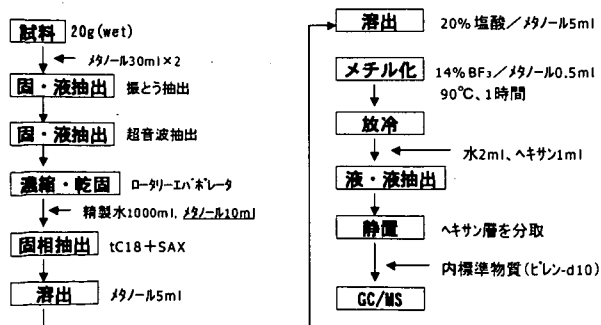 試料 20g(wet)
メタノール30ml×2
固・液抽出 振とう抽出
固・液抽出 超音波抽出
濃縮・乾固 ロータリーエバポレータ
精製水1000ml, メタノール10ml
固相抽出 tC18+SAX
溶出 メタノール5ml
溶出 20%塩酸/メタノール5ml
メチル化 14%BF₃/メタノール0.5ml
90℃、1時間
放冷
水2ml、ヘキサン1ml
液・液抽出
静置 ヘキサン層を分取
内標準物質(ピレン-d10)
GC/MS